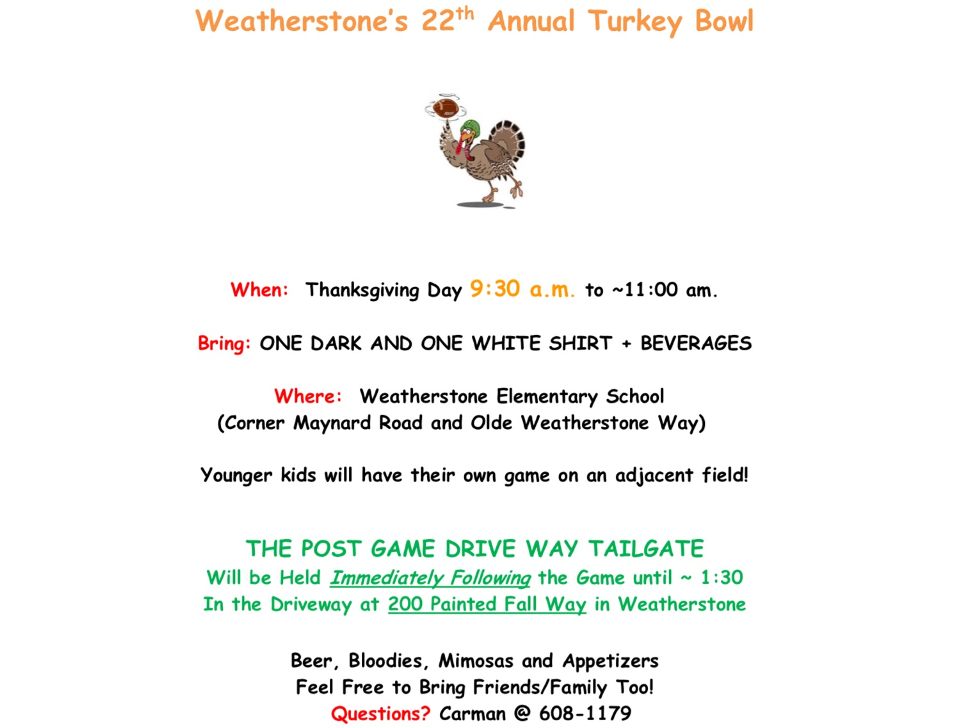 Weatherstone’s 22th Annual Turkey Bowl
When: Thanksgiving Day 9:30 a.m. to ~11:00 am.
Bring: ONE DARK AND ONE WHITE SHIRT + BEVERAGES
Where: Weatherstone Elementary School
(Corner Maynard Road and Olde Weatherstone Way)
Younger kids will have their own game on an adjacent field!
THE POST GAME DRIVE WAY TAILGATE
Will be Held Immediately Following the Game until ~ 1:30
In the Driveway at 200 Painted Fall Way in Weatherstone
Beer, Bloodies, Mimosas and Appetizers
Feel Free to Bring Friends/Family Too!
Questions? Carman @ 608-1179